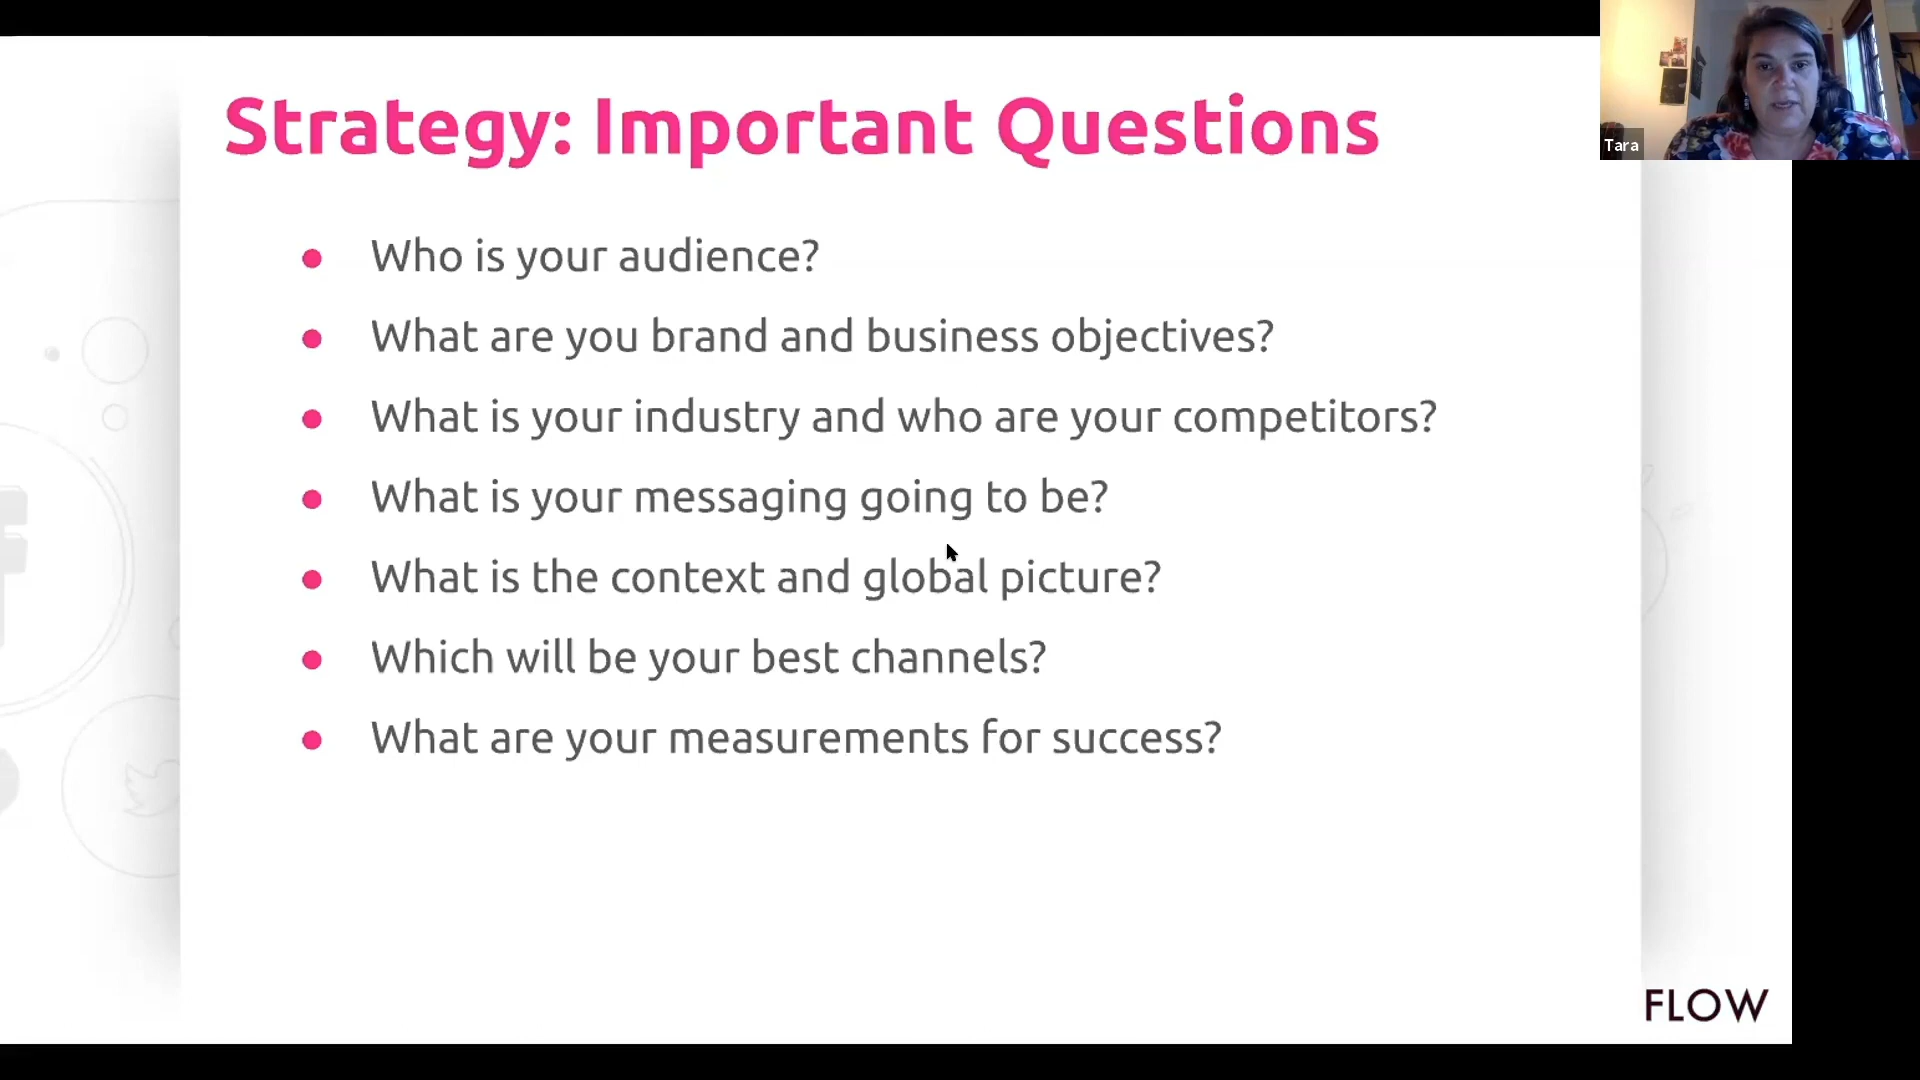 Strategy: Important Questions
Who is your audience?
What are you brand and business objectives?
What is your industry and who are your competitors?
What is your messaging going to be?
What is the context and global picture?
Which will be your best channels?
What are your measurements for success?
Tara
FLOW